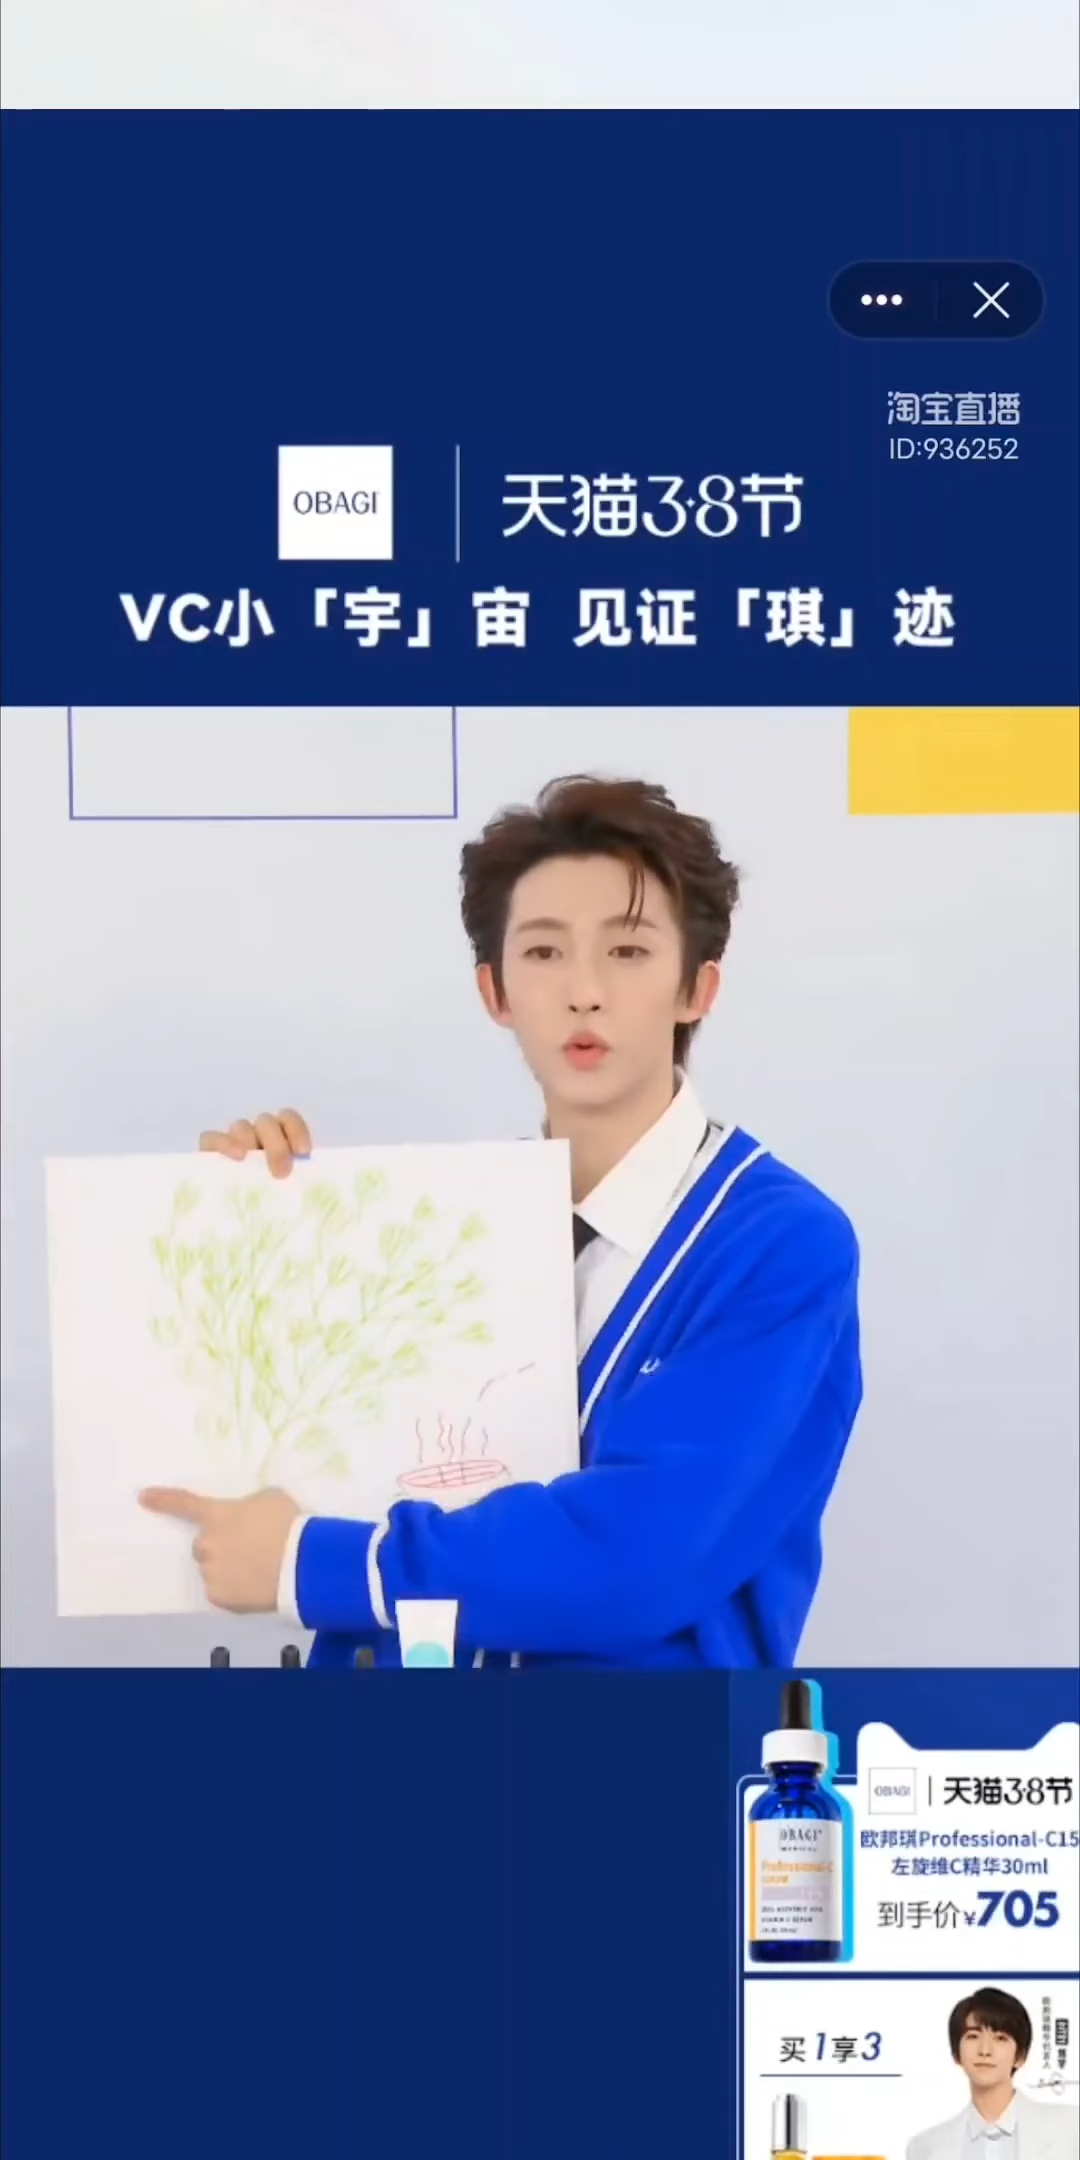 淘宝直播
ID:936252
OBAGI
天猫3·8节
VC小「宇」宙 见证「琪」迹
OBAGI
Professional-C
OBAGI
天猫3·8节
欧邦琪Professional-C15
左旋维C精华30ml
到手价¥705
买1享3